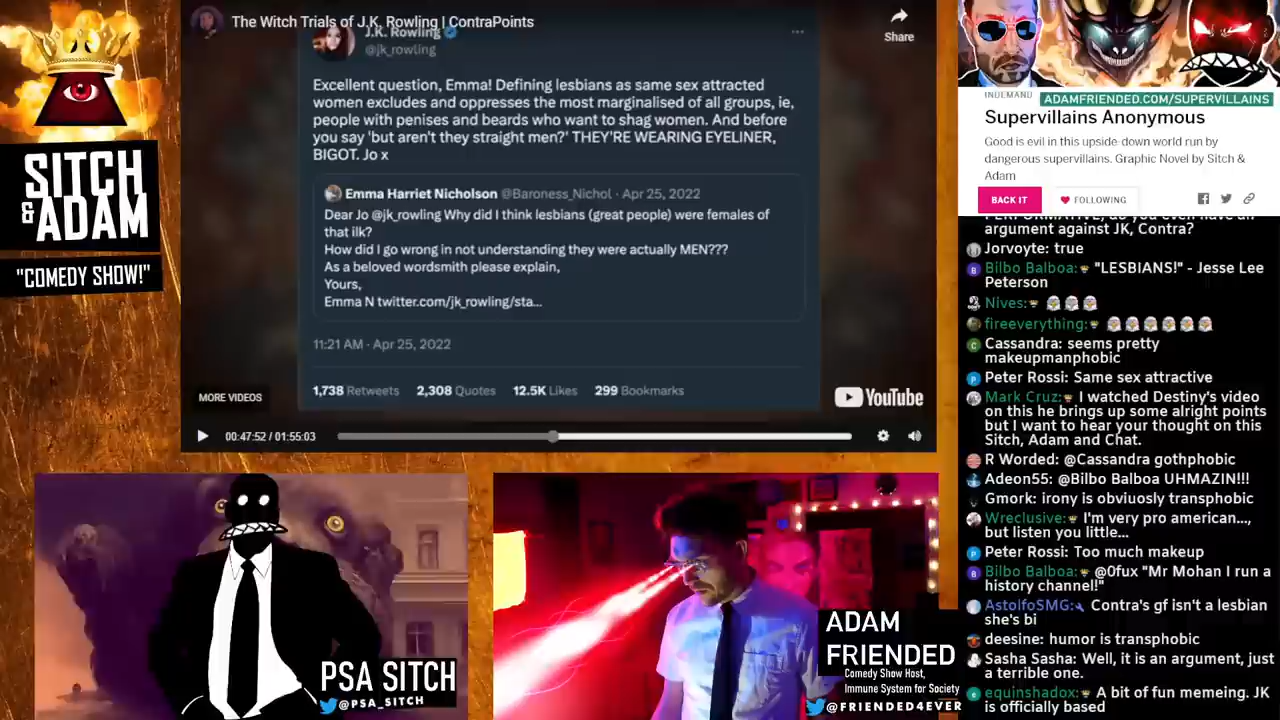 The Witch Trials of J.K. Rowling | ContraPoints
Share
J.K. Rowling
@jk_rowling
Excellent question, Emma! Defining lesbians as same sex attracted
women excludes and oppresses the most marginalised of all groups, ie,
people with penises and beards who want to shag women. And before
you say 'but aren't they straight men?' THEY'RE WEARING EYELINER,
BIGOT. Jo x
Emma Harriet Nicholson @Baroness_Nichol · Apr 25, 2022
Dear Jo @jk_rowling Why did I think lesbians (great people) were females of
that ilk?
How did I go wrong in not understanding they were actually MEN???
As a beloved wordsmith please explain,
Yours,
Emma N twitter.com/jk_rowling/sta...
11:21 AM · Apr 25, 2022
1,738 Retweets 2,308 Quotes 12.5K Likes 299 Bookmarks
MORE VIDEOS
YouTube
00:47:52 / 01:55:03
SITCH
& ADAM
"COMEDY SHOW!"
PSA SITCH
@PSA_SITCH
ADAM
FRIENDED
Comedy Show Host,
Immune System for Society
@FRIENDED4EVER
INDEMAND
ADAMFRIENDED.COM/SUPERVILLAINS
Supervillains Anonymous
Good is evil in this upside-down world run by
dangerous supervillains. Graphic Novel by Sitch &
Adam
BACK IT
FOLLOWING
PERFORMATIVE, do you even have an
argument against JK, Contra?
Jorvoyte: true
Bilbo Balboa: "LESBIANS!" - Jesse Lee
Peterson
Nives:
fireeverything:
Cassandra: seems pretty
makeupmanphobic
Peter Rossi: Same sex attractive
Mark Cruz: I watched Destiny's video
on this he brings up some alright points
but I want to hear your thought on this
Sitch, Adam and Chat.
R Worded: @Cassandra gothphobic
Adeon55: @Bilbo Balboa UHMAZIN!!!
Gmork: irony is obviuosly transphobic
Wreclusive: I'm very pro american...,
but listen you little...
Peter Rossi: Too much makeup
Bilbo Balboa: @0fux "Mr Mohan I run a
history channel!"
AstolfoSMG: Contra's gf isn't a lesbian
she's bi
deesine: humor is transphobic
Sasha Sasha: Well, it is an argument, just
a terrible one.
equinshadox: A bit of fun memeing. JK
is officially based